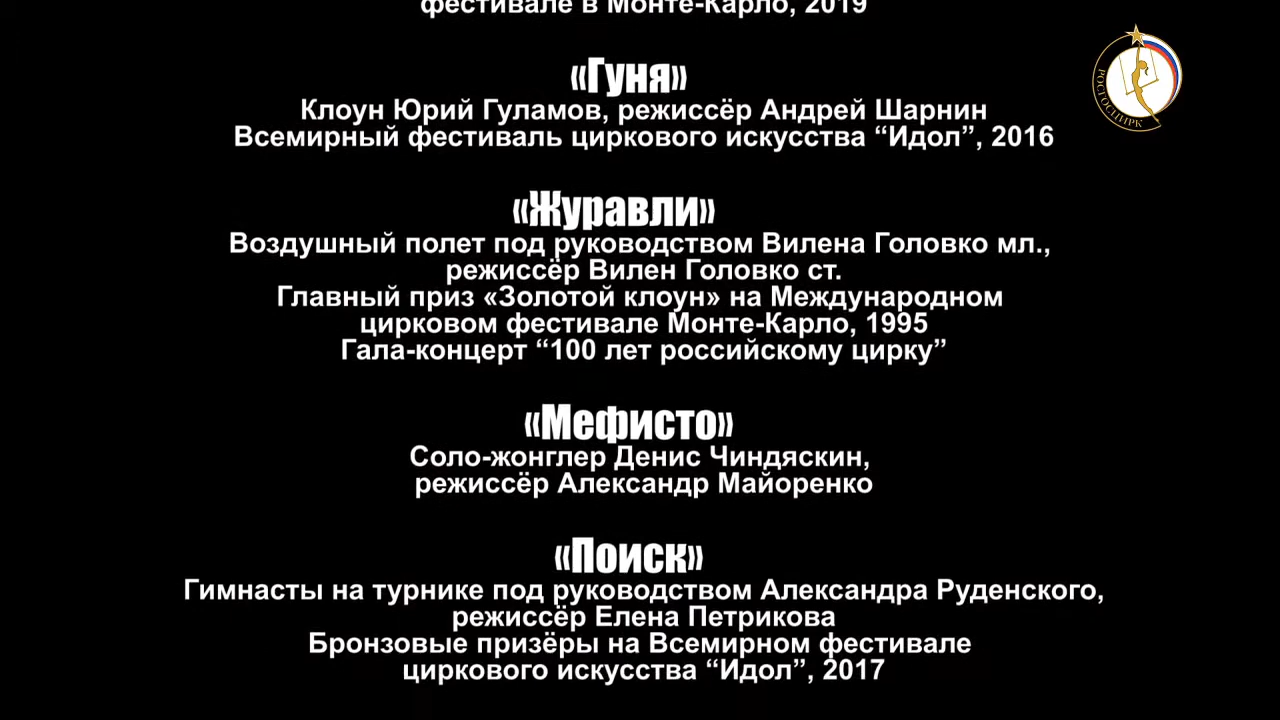 фестивале в Монте-Карло, 2019
РОСГОСЦИРК
«Гуня»
Клоун Юрий Гуламов, режиссёр Андрей Шарнин
Всемирный фестиваль циркового искусства “Идол”, 2016
«Журавли»
Воздушный полет под руководством Вилена Головко мл.,
режиссёр Вилен Головко ст.
Главный приз «Золотой клоун» на Международном
цирковом фестивале Монте-Карло, 1995
Гала-концерт “100 лет российскому цирку”
«Мефисто»
Соло-жонглер Денис Чиндяскин,
режиссёр Александр Майоренко
«Поиск»
Гимнасты на турнике под руководством Александра Руденского,
режиссёр Елена Петрикова
Бронзовые призёры на Всемирном фестивале
циркового искусства “Идол”, 2017